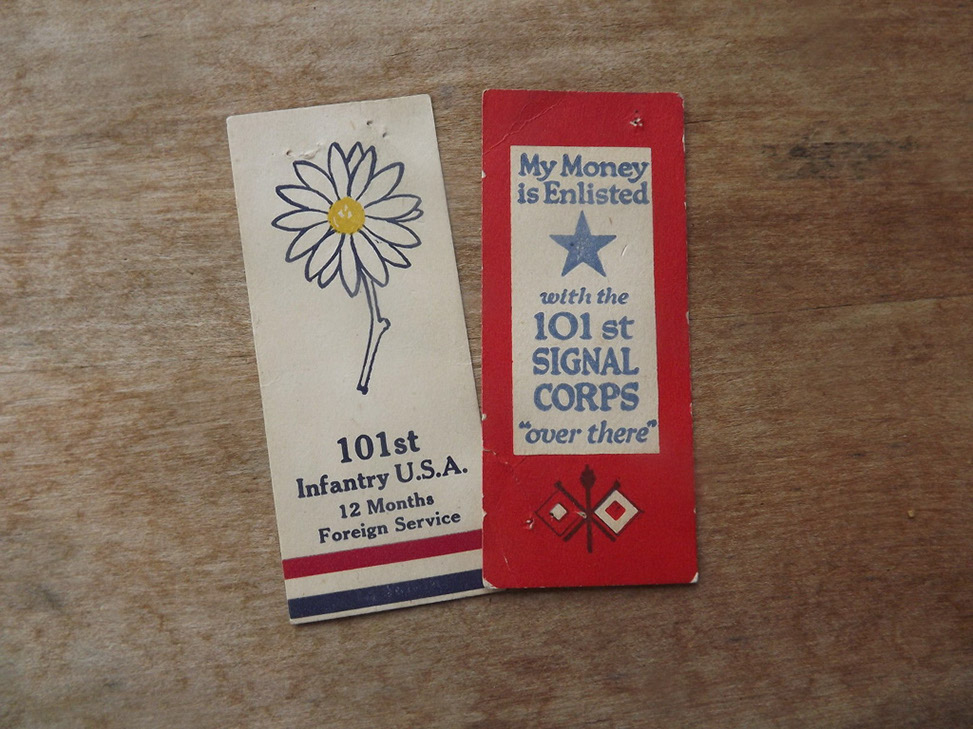 101st
Infantry U.S.A.
12 Months
Foreign Service
My Money
is Enlisted
with the
101 st
SIGNAL
CORPS
"over there"